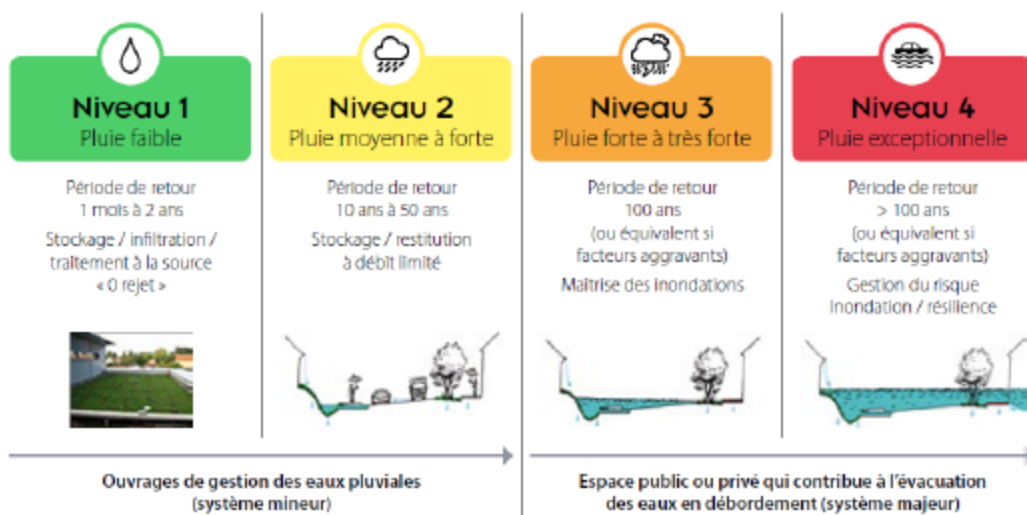 Niveau 1
Pluie faible
Période de retour
1 mois à 2 ans
Stockage / infiltration /
traitement à la source
« 0 rejet »
Niveau 2
Pluie moyenne à forte
Période de retour
10 ans à 50 ans
Stockage / restitution
à débit limité
Niveau 3
Pluie forte à très forte
Période de retour
100 ans
(ou équivalent si
facteurs aggravants)
Maîtrise des inondations
Niveau 4
Pluie exceptionnelle
Période de retour
> 100 ans
(ou équivalent si
facteurs aggravants)
Gestion du risque
Inondation / résilience
Ouvrages de gestion des eaux pluviales
(système mineur)
Espace public ou privé qui contribue à l'évacuation
des eaux en débordement (système majeur)